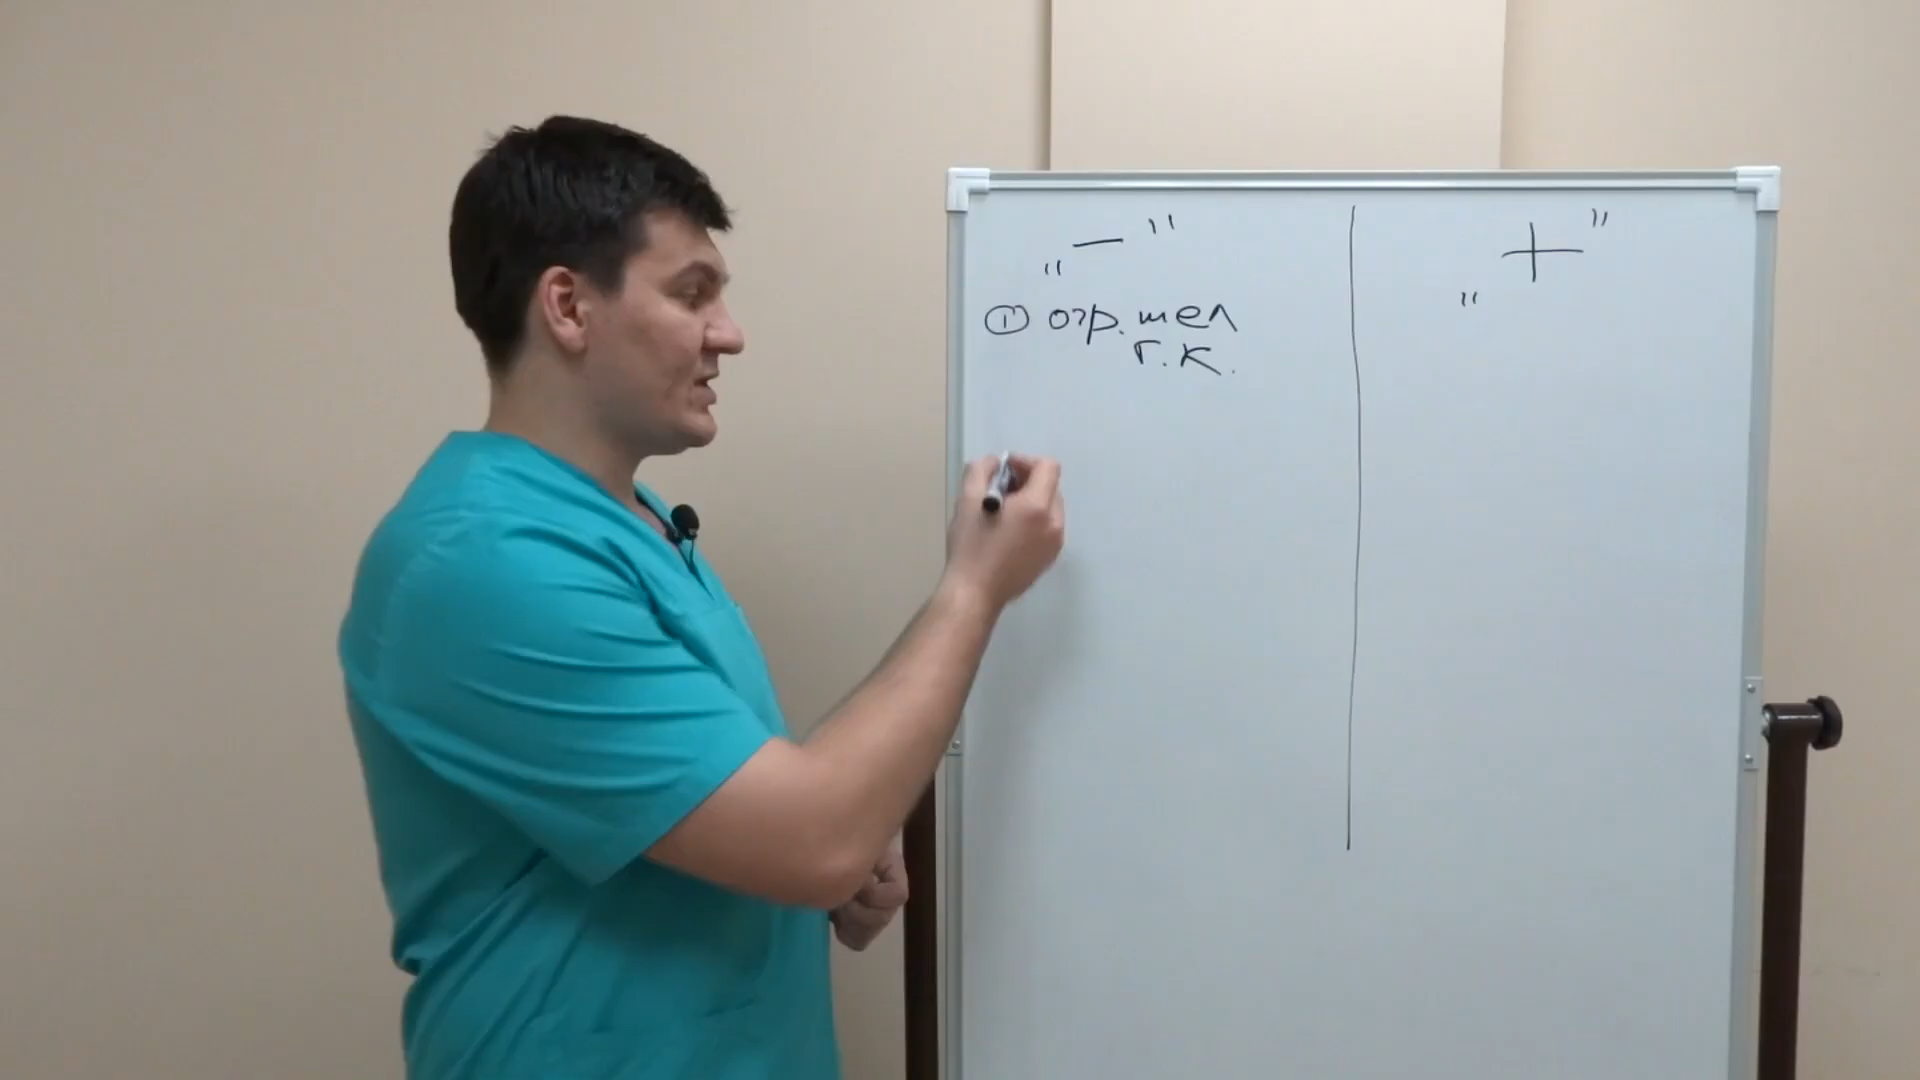 „ — "
„ + "
① огр. шел
г.к.